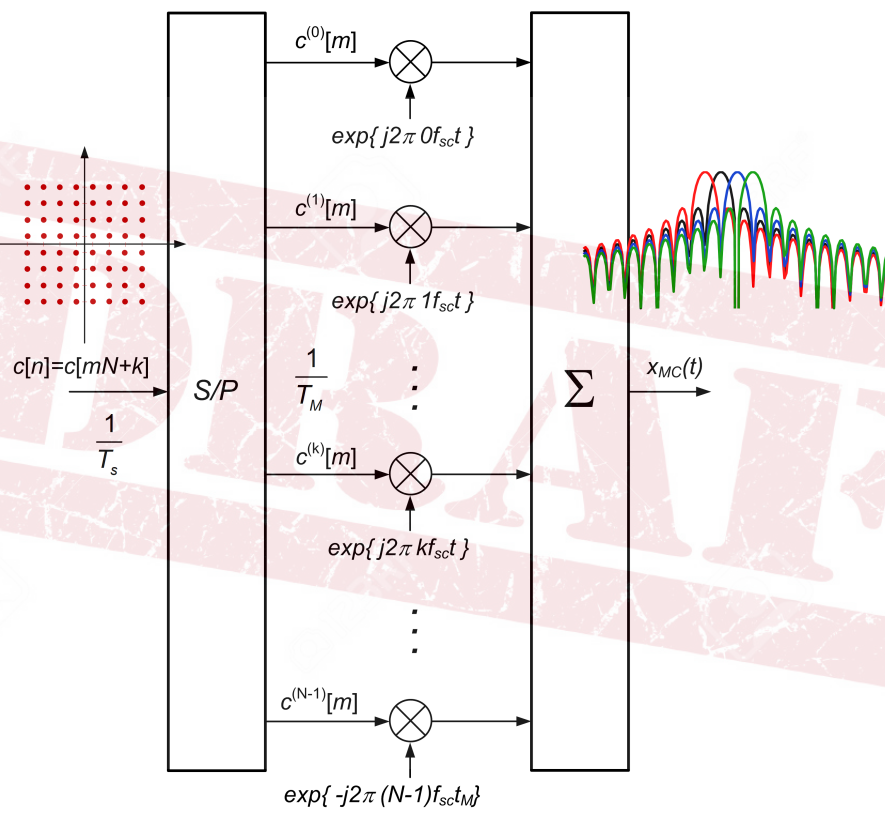 c⁽⁰⁾[m]
exp{ j2π 0f_sc t }
c⁽¹⁾[m]
exp{ j2π 1f_sc t }
c[n]=c[mN+k]
1
T_s
S/P
1
T_M
⋮
Σ
x_MC(t)
c⁽ᵏ⁾[m]
exp{ j2π kf_sc t }
⋮
c⁽ᴺ⁻¹⁾[m]
exp{ -j2π (N-1)f_sc t_M}
DRAF